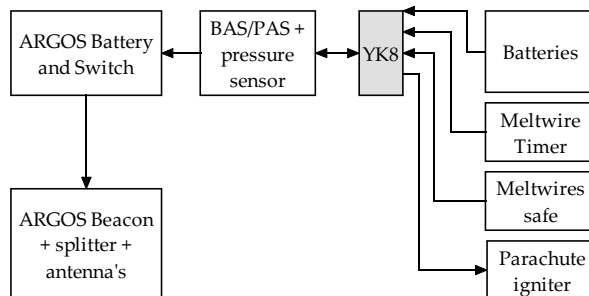 ARGOS Battery
and Switch
BAS/PAS +
pressure
sensor
YK8
Batteries
Meltwire
Timer
Meltwires
safe
Parachute
igniter
ARGOS Beacon
+ splitter +
antenna's